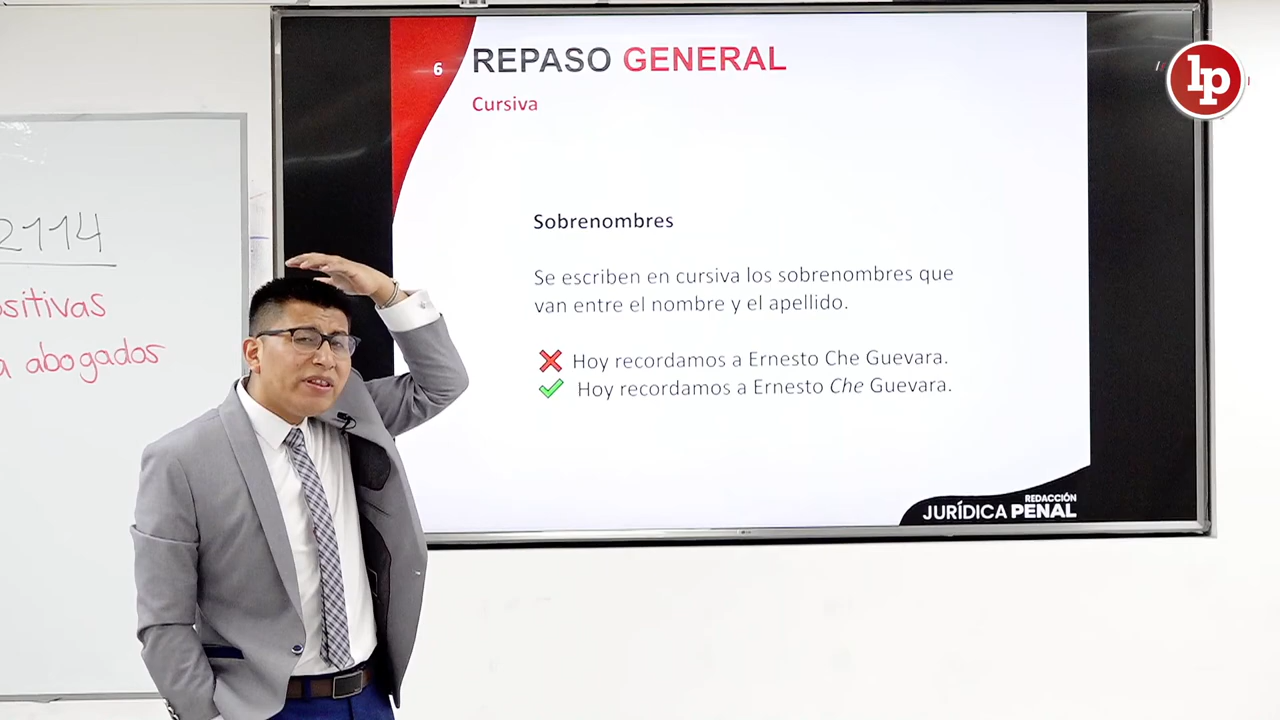 6
REPASO GENERAL
Cursiva
lp
Sobrenombres
Se escriben en cursiva los sobrenombres que
van entre el nombre y el apellido.
Hoy recordamos a Ernesto Che Guevara.
Hoy recordamos a Ernesto Che Guevara.
REDACCIÓN
JURÍDICA PENAL
2114
ositivas
a abogados